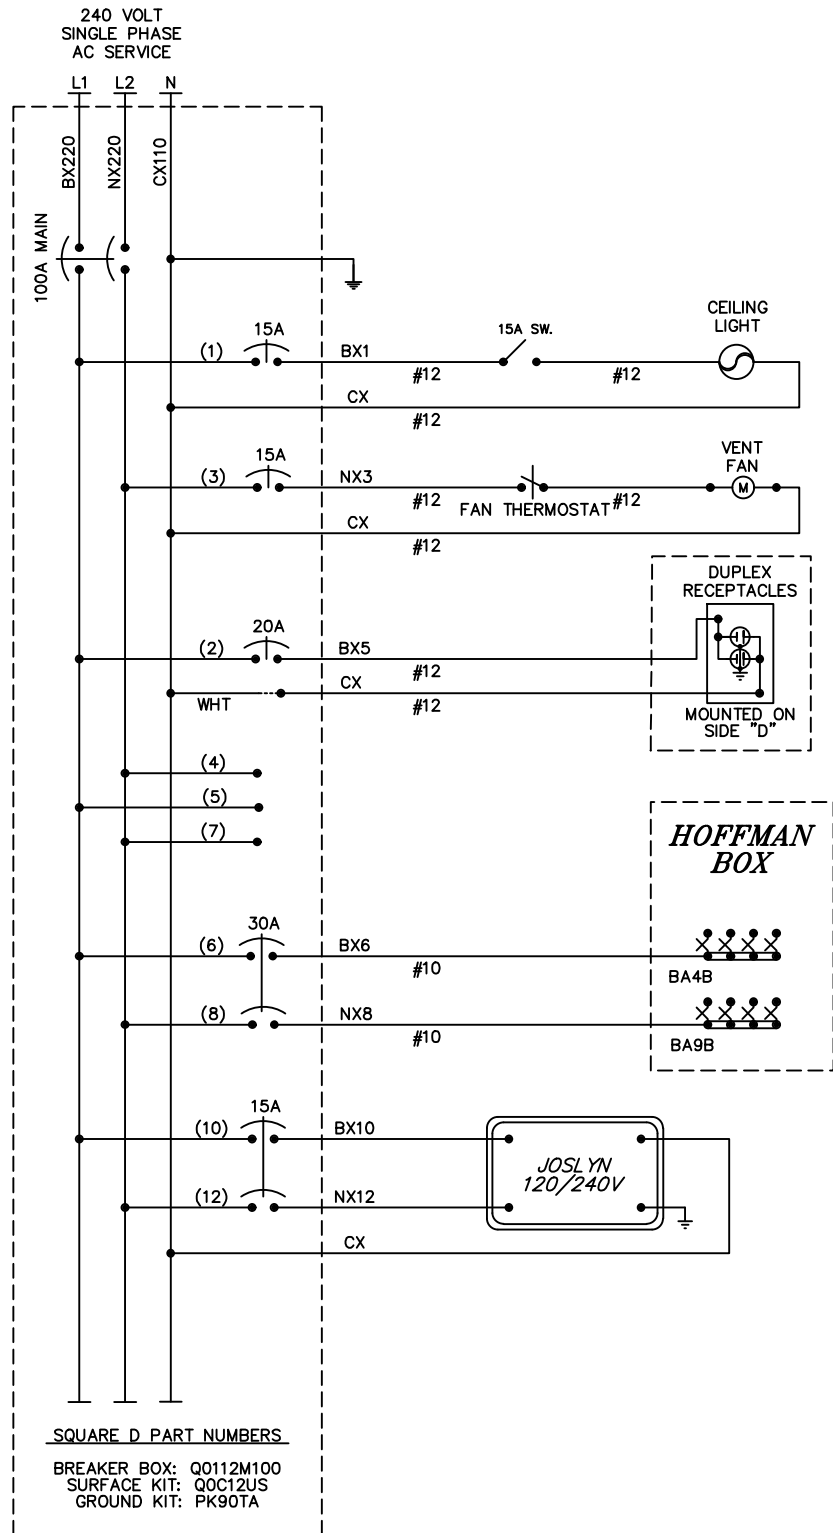 240 VOLT
SINGLE PHASE
AC SERVICE
L1
L2
N
BX220
NX220
CX110
100A MAIN
15A
(1)
BX1
#12
15A SW.
#12
CEILING
LIGHT
CX
#12
15A
(3)
NX3
#12
FAN THERMOSTAT
#12
VENT
FAN
M
CX
#12
DUPLEX
RECEPTACLES
20A
(2)
BX5
#12
CX
WHT
#12
MOUNTED ON
SIDE "D"
(4)
(5)
(7)
HOFFMAN
BOX
30A
(6)
BX6
#10
BA4B
(8)
NX8
#10
BA9B
15A
(10)
BX10
JOSLYN
120/240V
(12)
NX12
CX
SQUARE D PART NUMBERS
BREAKER BOX: QO112M100
SURFACE KIT: QOC12US
GROUND KIT: PK90TA